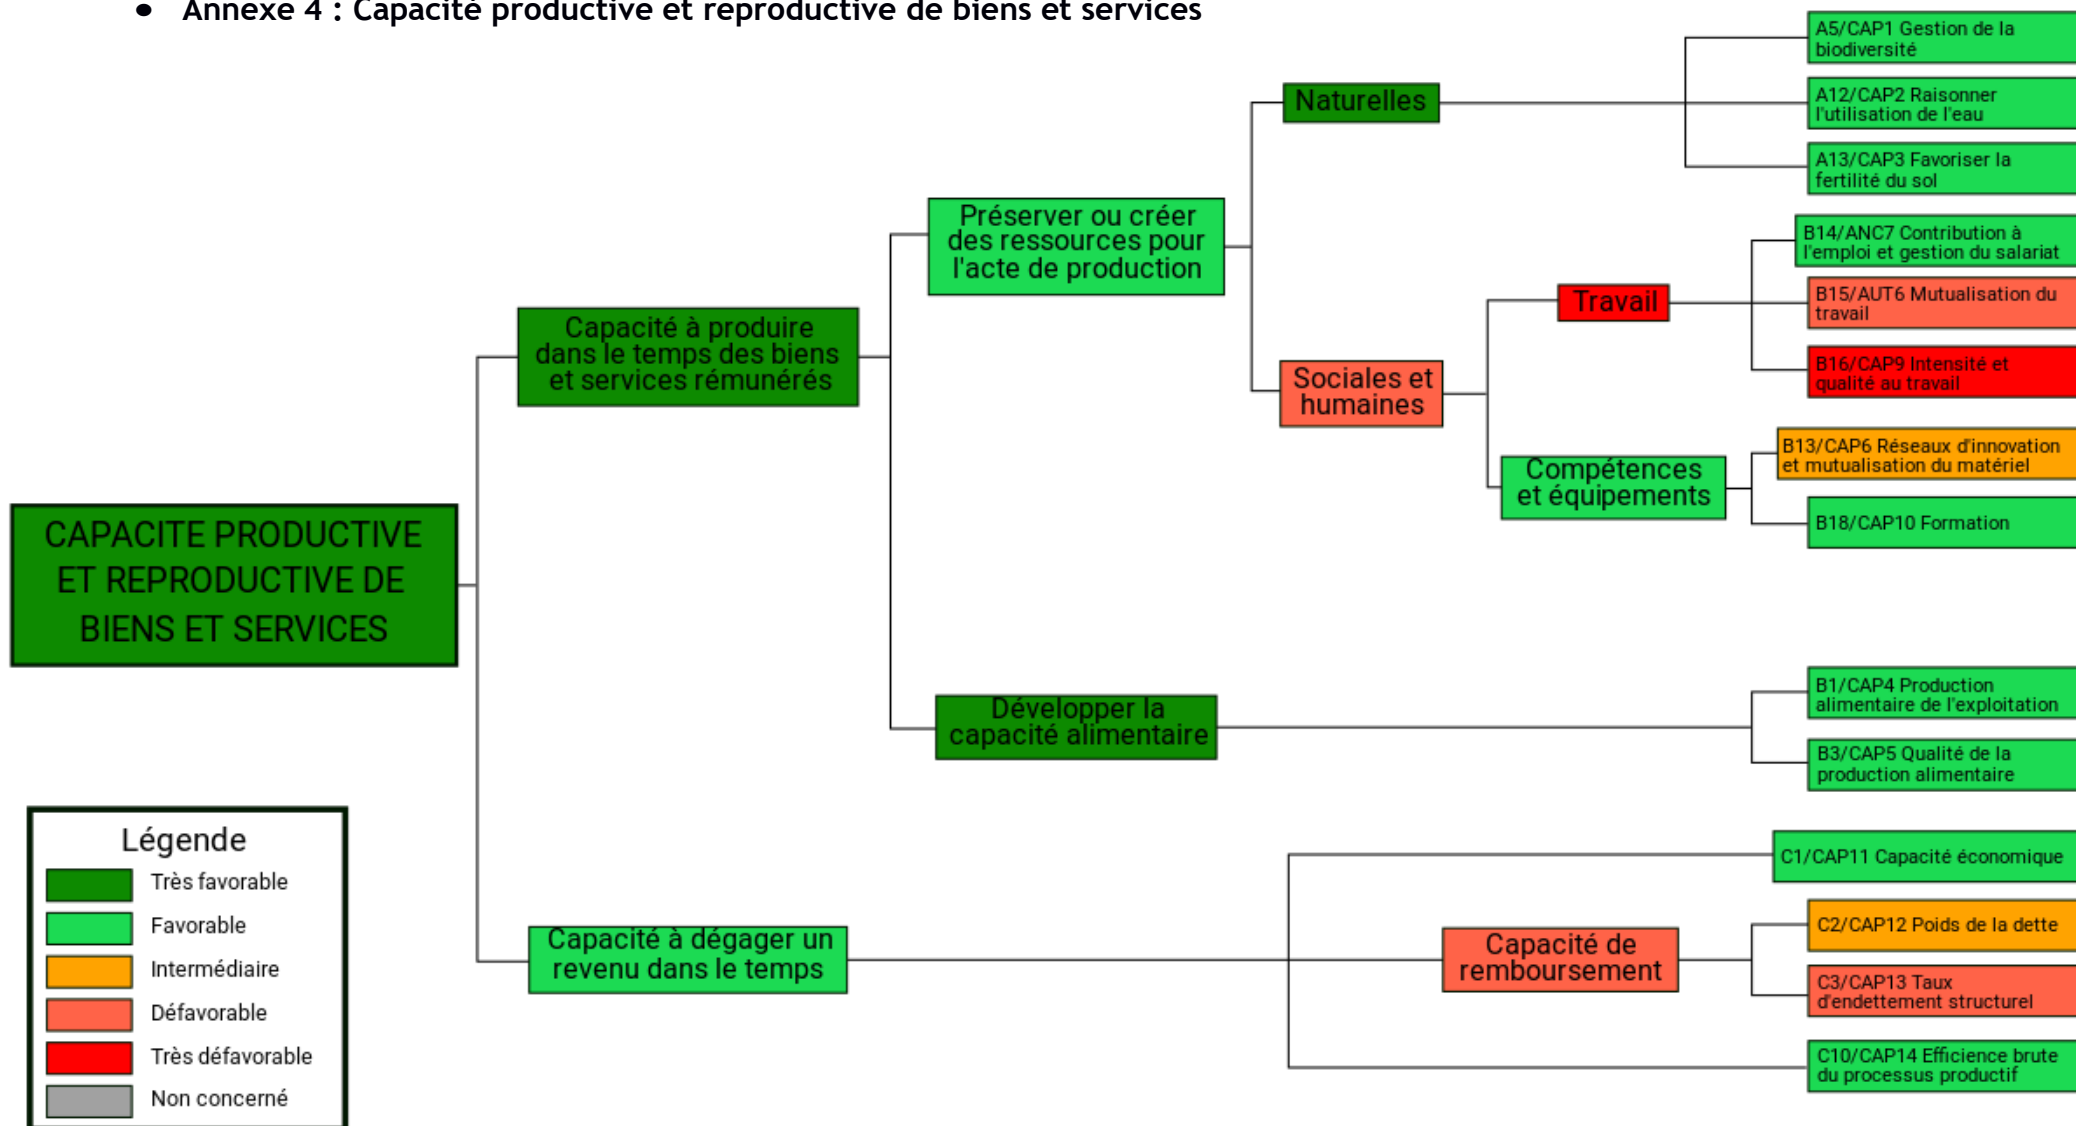 • Annexe 4 : Capacité productive et reproductive de biens et services
A5/CAP1 Gestion de la
biodiversité
Naturelles
A12/CAP2 Raisonner
l'utilisation de l'eau
A13/CAP3 Favoriser la
fertilité du sol
Préserver ou créer
des ressources pour
l'acte de production
B14/ANC7 Contribution à
l'emploi et gestion du salariat
Travail
B15/AUT6 Mutualisation du
travail
B16/CAP9 Intensité et
qualité au travail
Capacité à produire
dans le temps des biens
et services rémunérés
Sociales et
humaines
B13/CAP6 Réseaux d'innovation
et mutualisation du matériel
Compétences
et équipements
B18/CAP10 Formation
CAPACITE PRODUCTIVE
ET REPRODUCTIVE DE
BIENS ET SERVICES
Développer la
capacité alimentaire
B1/CAP4 Production
alimentaire de l'exploitation
B3/CAP5 Qualité de la
production alimentaire
C1/CAP11 Capacité économique
Capacité à dégager un
revenu dans le temps
Capacité de
remboursement
C2/CAP12 Poids de la dette
C3/CAP13 Taux
d'endettement structurel
C10/CAP14 Efficience brute
du processus productif
Légende
Très favorable
Favorable
Intermédiaire
Défavorable
Très défavorable
Non concerné